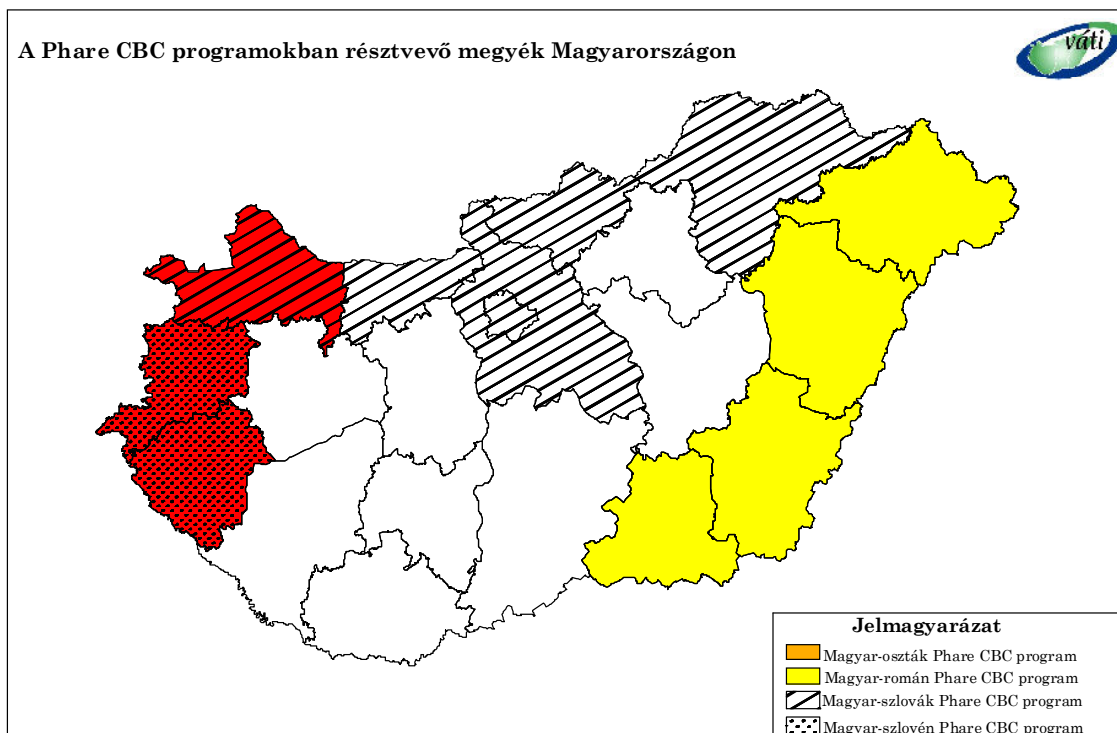 A Phare CBC programokban résztvevő megyék Magyarországon
váti
Jelmagyarázat
Magyar-oszták Phare CBC program
Magyar-román Phare CBC program
Magyar-szlovák Phare CBC program
Magyar-szlovén Phare CBC program